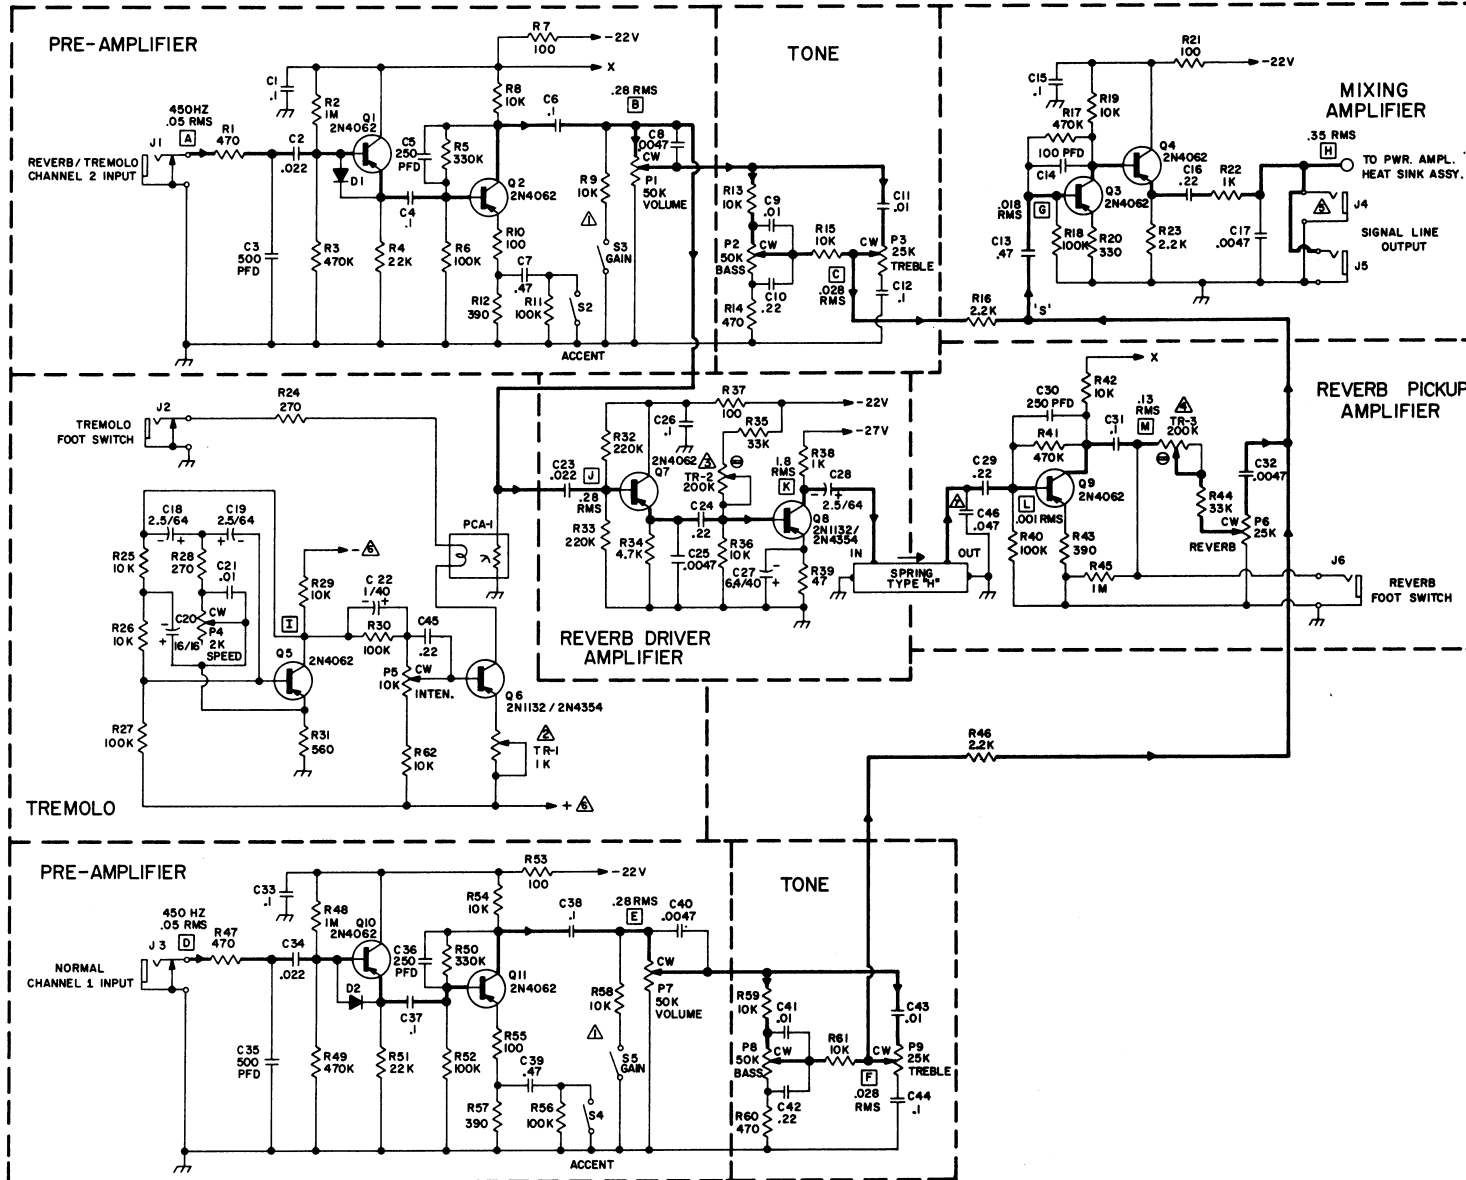 PRE-AMPLIFIER
TONE
MIXING
AMPLIFIER
R7
100
-22V
X
C1
.1
R2
1M
Q1
2N4062
R8
10K
C6
.1
.28 RMS
B
450HZ
.05 RMS
A
J1
R1
470
C2
.022
REVERB/TREMOLO
CHANNEL 2 INPUT
D1
C5
250
PFD
R5
330K
Q2
2N4062
C4
.1
C3
500
PFD
R3
470K
R4
22K
R6
100K
R10
100
C7
.47
R12
390
R11
100K
S2
ACCENT
R9
10K
1
S3
GAIN
C8
.0047
CW
P1
50K
VOLUME
R13
10K
C9
.01
P2
50K
BASS
CW
C10
.22
R14
470
R15
10K
C
.028
RMS
C11
.01
CW
P3
25K
TREBLE
C12
.1
R16
2.2K
'S'
R21
100
-22V
C15
.1
R17
470K
R19
10K
100 PFD
C14
Q4
2N4062
C16
.22
R22
1K
.35 RMS
H
TO PWR. AMPL.
HEAT SINK ASSY.
.018
RMS
G
Q3
2N4062
C13
.47
R18
100K
R20
330
R23
2.2K
C17
.0047
5
J4
SIGNAL LINE
OUTPUT
J5
J2
TREMOLO
FOOT SWITCH
R24
270
C18
2.5/64
C19
2.5/64
R25
10K
R28
270
C21
.01
R26
10K
C20
16/16
CW
P4
2K
SPEED
R27
100K
- 6
R29
10K
I
Q5
2N4062
R31
560
C 22
1/40
R30
100K
C45
.22
P5
10K
CW
INTEN.
R62
10K
PCA-1
Q6
2N1132/2N4354
2
TR-1
1K
+ 6
TREMOLO
R37
100
-22V
R35
33K
-27V
C26
.1
R32
220K
2N4062
Q7
3
TR-2
200K
1.8
RMS
K
R38
1K
C28
2.5/64
C23
.022
J
.28
RMS
C24
.22
Q8
2N1132/
2N4354
R33
220K
R34
4.7K
C25
.0047
R36
10K
C27
6.4/40
R39
47
REVERB DRIVER
AMPLIFIER
IN
OUT
SPRING
TYPE "H"
X
REVERB PICKUP
AMPLIFIER
C30
250 PFD
R42
10K
.13
RMS
M
4
TR-3
200K
C31
.1
R41
470K
C29
.22
7
C46
.047
L
.001 RMS
Q9
2N4062
R40
100K
R43
390
R45
1M
C32
.0047
R44
33K
CW
P6
25K
REVERB
J6
REVERB
FOOT SWITCH
R46
2.2K
PRE-AMPLIFIER
TONE
R53
100
-22V
C33
.1
R48
1M
Q10
2N4062
R54
10K
C38
.1
.28 RMS
E
C40
.0047
450 HZ
.05 RMS
D
J3
R47
470
C34
.022
NORMAL
CHANNEL 1 INPUT
D2
C36
250
PFD
R50
330K
Q11
2N4062
C37
.1
C35
500
PFD
R49
470K
R51
22K
R52
100K
R55
100
C39
.47
R57
390
R56
100K
S4
ACCENT
R58
10K
1
S5
GAIN
CW
P7
50K
VOLUME
R59
10K
C41
.01
P8
50K
BASS
CW
C42
.22
R60
470
R61
10K
F
.028
RMS
C43
.01
CW
P9
25K
TREBLE
C44
.1